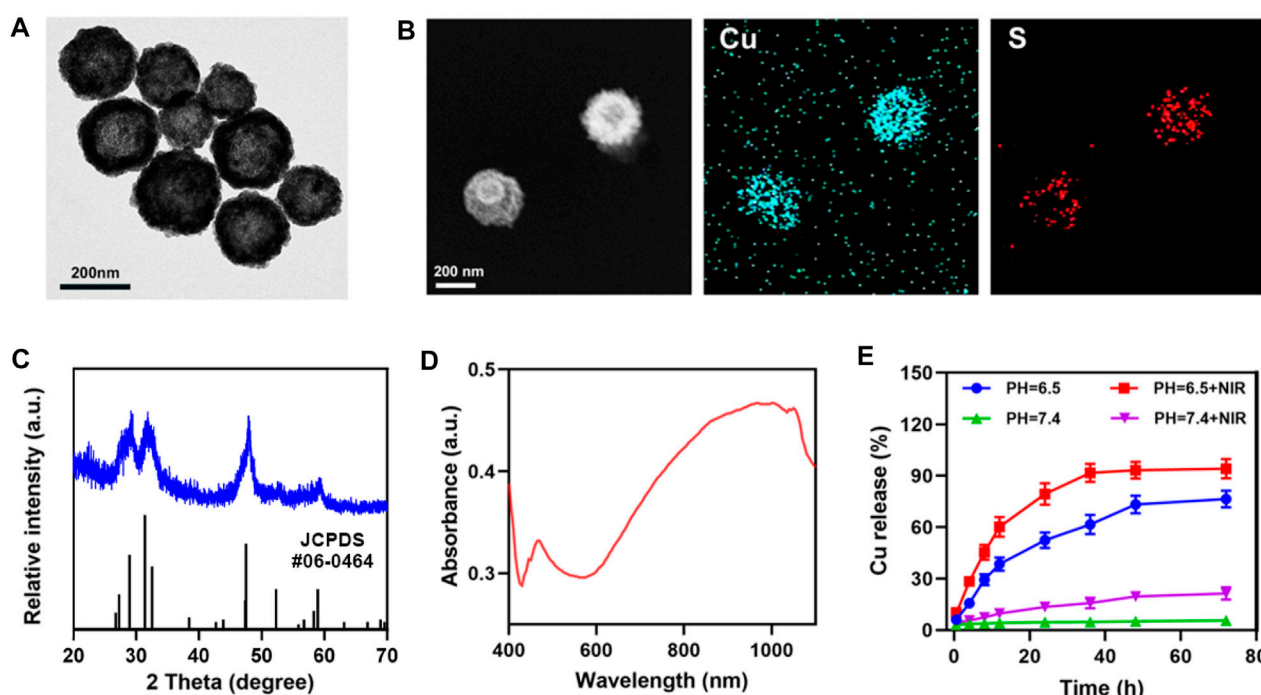 A
200nm
B
200 nm
Cu
S
C
Relative intensity (a.u.)
JCPDS
#06-0464
20 30 40 50 60 70
2 Theta (degree)
D
Absorbance (a.u.)
0.5
0.4
0.3
400 600 800 1000
Wavelength (nm)
E
Cu release (%)
150
120
90
60
30
0
PH=6.5 PH=6.5+NIR
PH=7.4 PH=7.4+NIR
0 20 40 60 80
Time (h)